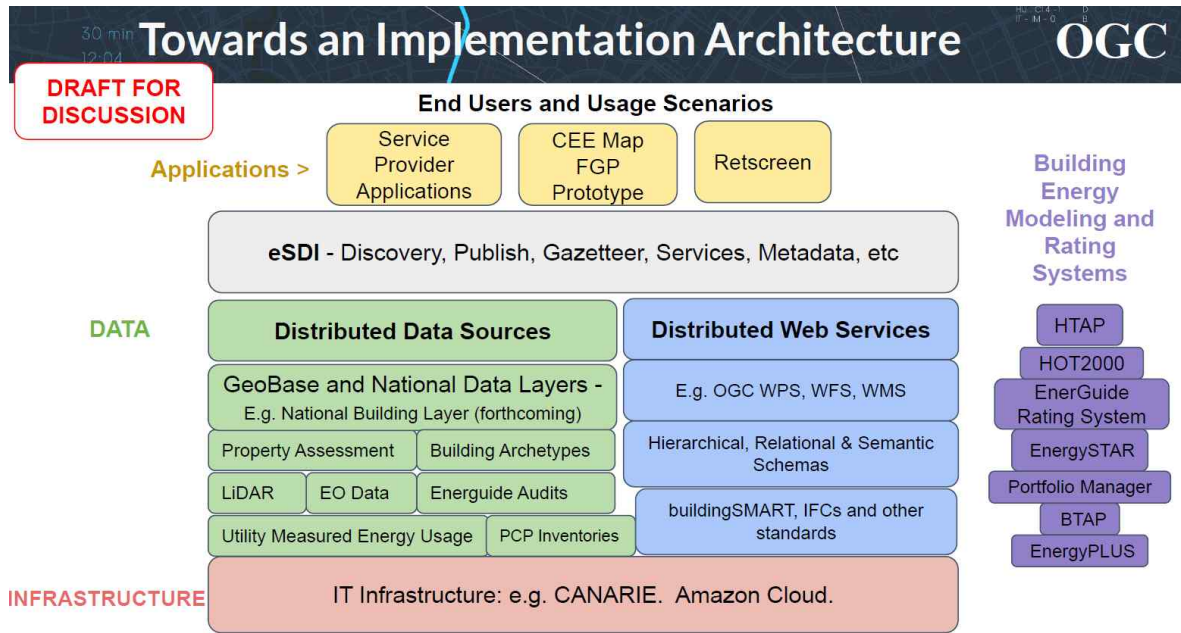 30 min
12:04
Towards an Implementation Architecture
OGC
DRAFT FOR
DISCUSSION
End Users and Usage Scenarios
Applications >
Service
Provider
Applications
CEE Map
FGP
Prototype
Retscreen
Building
Energy
Modeling and
Rating
Systems
eSDI - Discovery, Publish, Gazetteer, Services, Metadata, etc
DATA
Distributed Data Sources
Distributed Web Services
GeoBase and National Data Layers -
E.g. National Building Layer (forthcoming)
E.g. OGC WPS, WFS, WMS
Property Assessment
Building Archetypes
Hierarchical, Relational & Semantic
Schemas
LiDAR
EO Data
Energuide Audits
buildingSMART, IFCs and other
standards
Utility Measured Energy Usage
PCP Inventories
HTAP
HOT2000
EnerGuide
Rating System
EnergySTAR
Portfolio Manager
BTAP
EnergyPLUS
INFRASTRUCTURE
IT Infrastructure: e.g. CANARIE. Amazon Cloud.